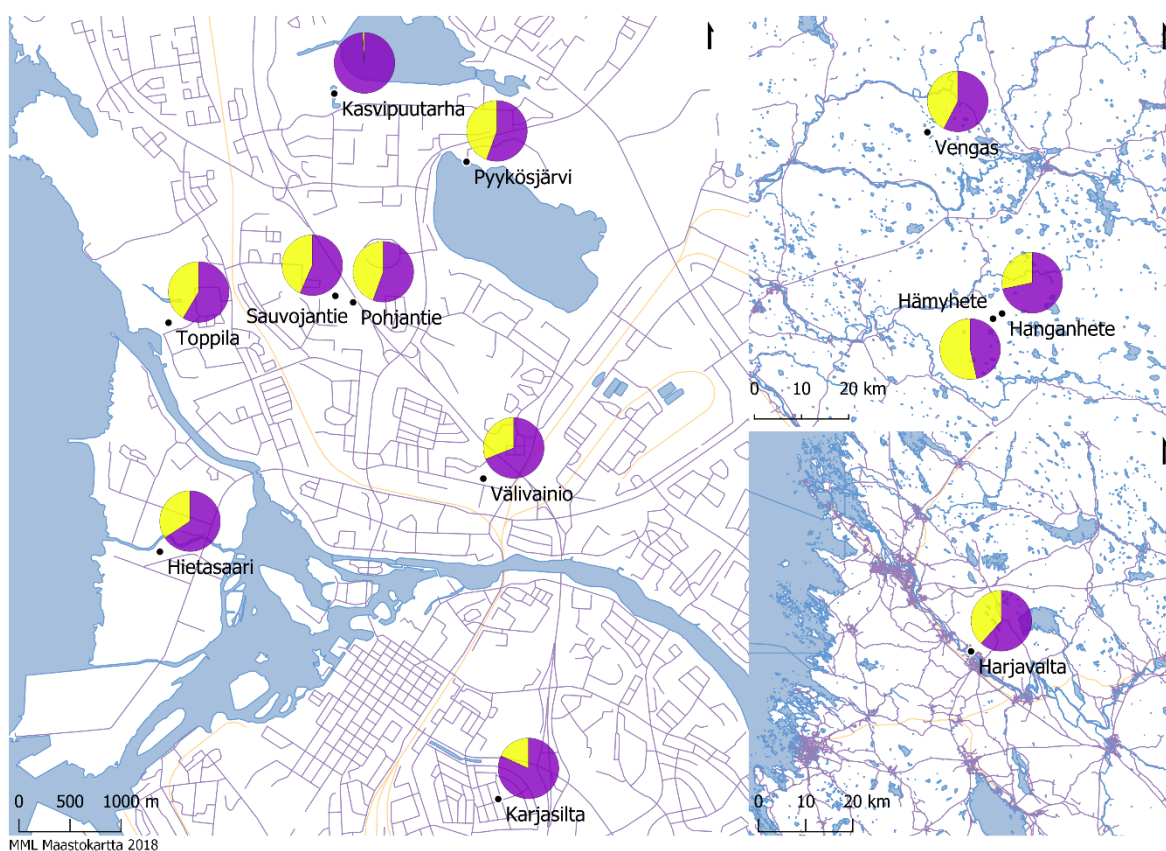 Kasvipuutarha
Pyykösjärvi
Sauvojantie
Pohjantie
Toppila
Välivainio
Hietasaari
Karjasilta
0 500 1000 m
MML Maastokartta 2018
Vengas
Hämyhete
Hanganhete
0 10 20 km
Harjavalta
0 10 20 km